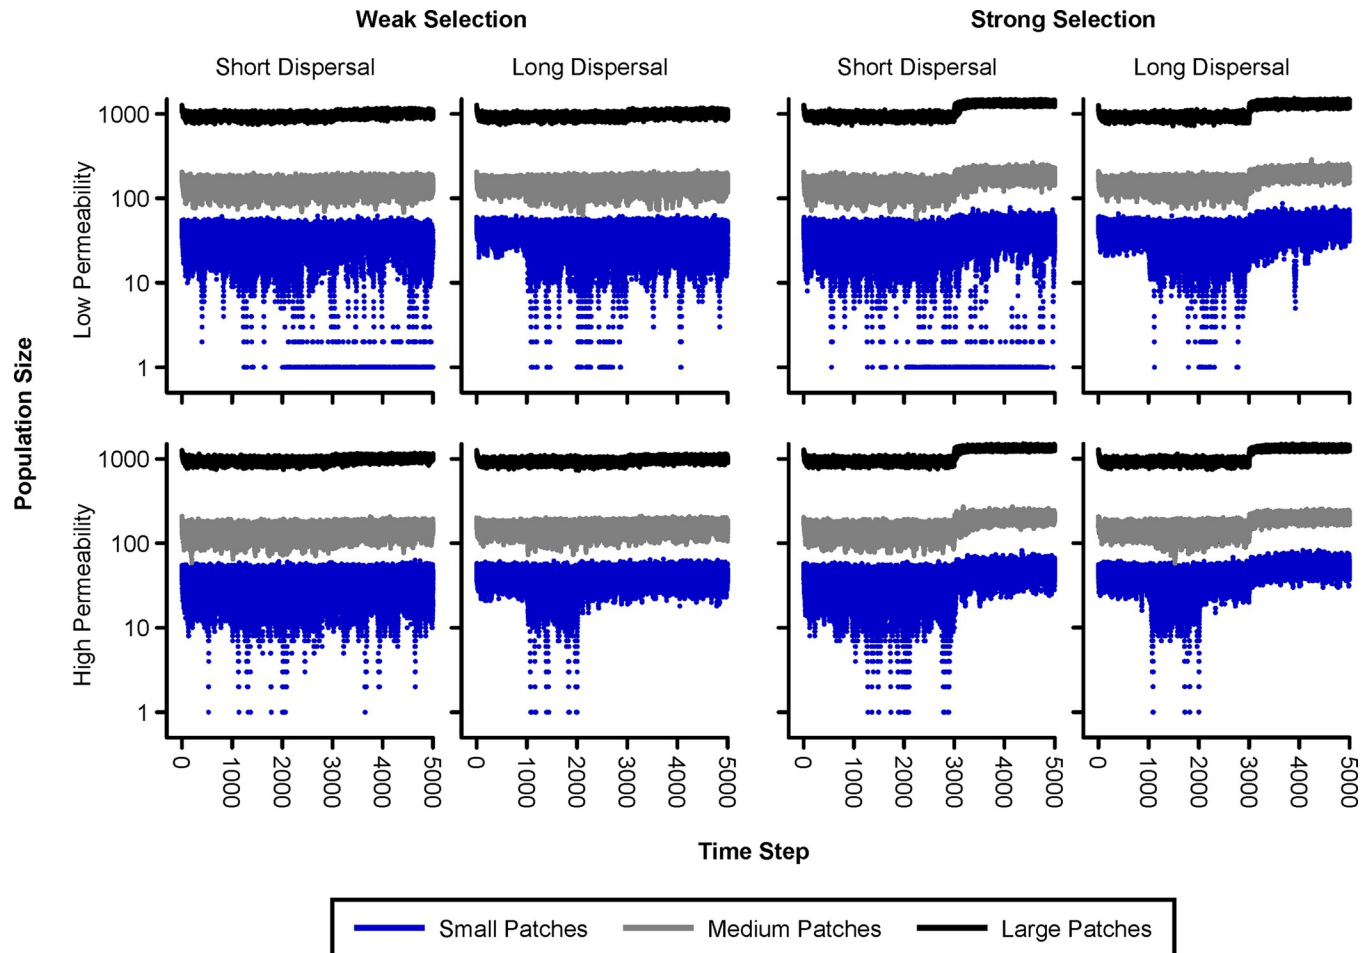 Weak Selection Strong Selection
Short Dispersal Long Dispersal Short Dispersal Long Dispersal
Population Size
Low Permeability
1000
100
10
1
High Permeability
1000
100
10
1
0 1000 2000 3000 4000 5000 0 1000 2000 3000 4000 5000 0 1000 2000 3000 4000 5000 0 1000 2000 3000 4000 5000
Time Step
Small Patches Medium Patches Large Patches